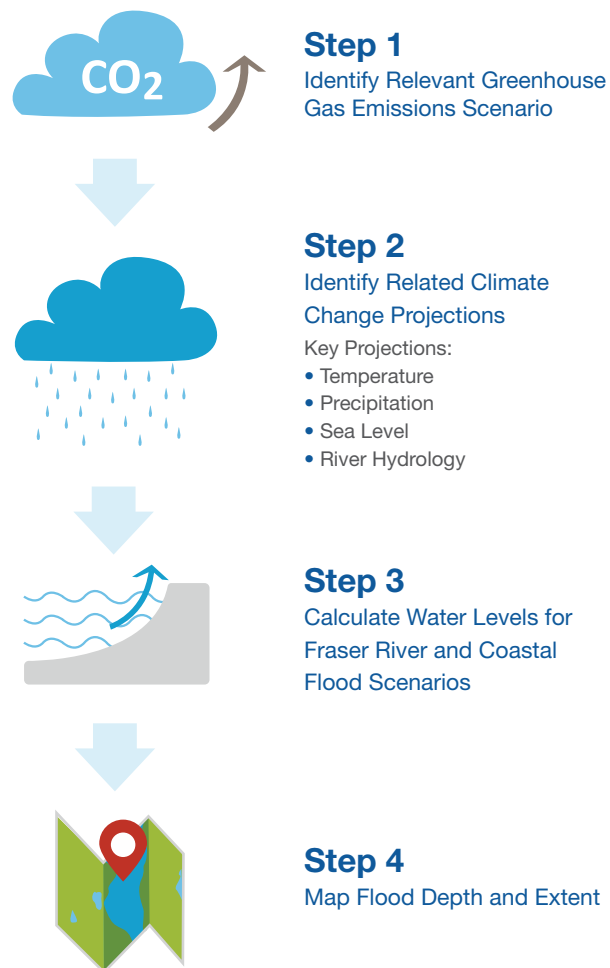 CO2
Step 1
Identify Relevant Greenhouse
Gas Emissions Scenario
Step 2
Identify Related Climate
Change Projections
Key Projections:
• Temperature
• Precipitation
• Sea Level
• River Hydrology
Step 3
Calculate Water Levels for
Fraser River and Coastal
Flood Scenarios
Step 4
Map Flood Depth and Extent